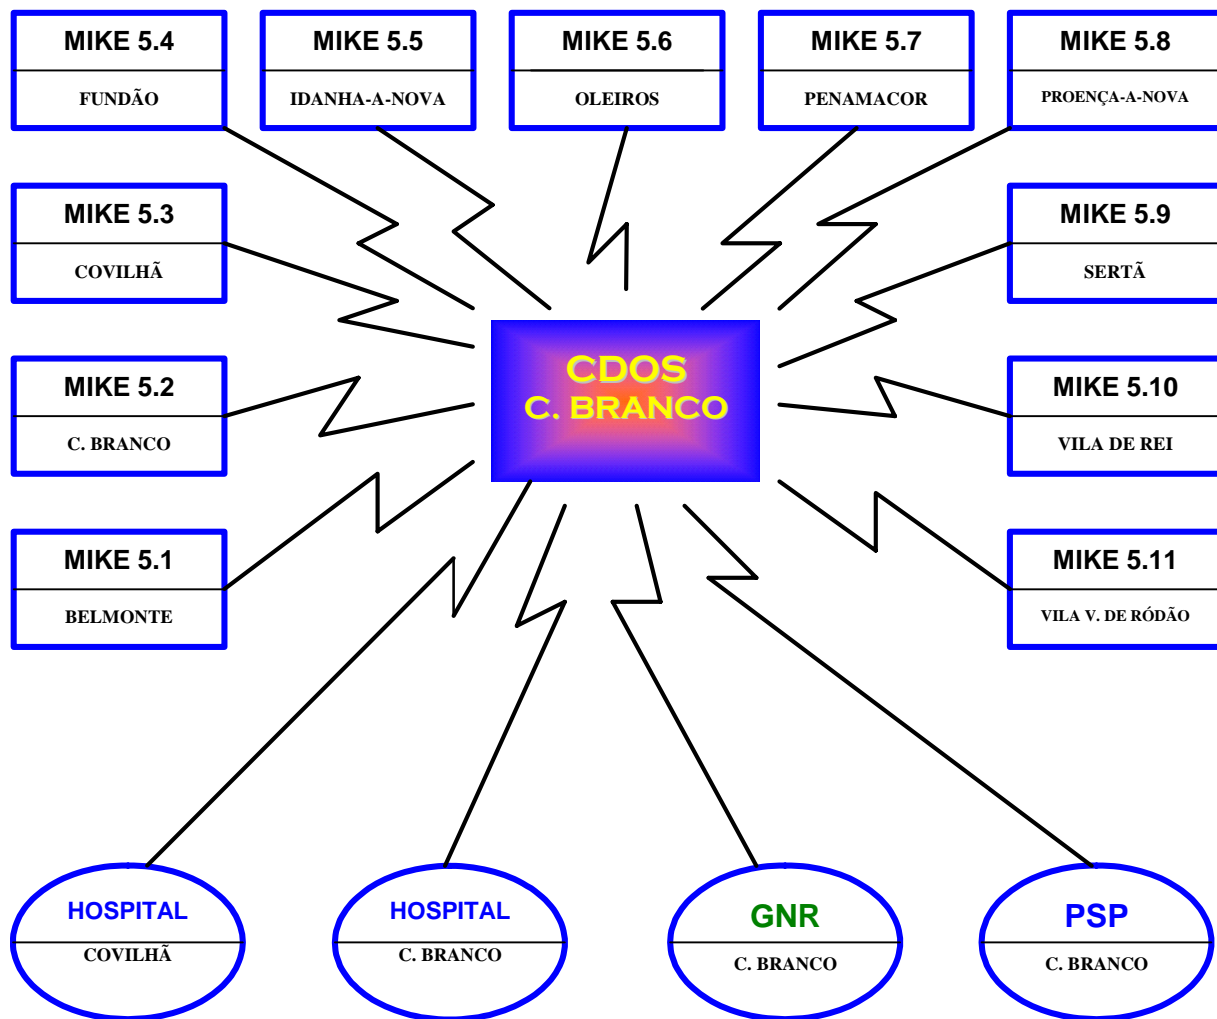 MIKE 5.4
FUNDÃO
MIKE 5.5
IDANHA-A-NOVA
MIKE 5.6
OLEIROS
MIKE 5.7
PENAMACOR
MIKE 5.8
PROENÇA-A-NOVA
MIKE 5.3
COVILHÃ
MIKE 5.9
SERTÃ
CDOS
C. BRANCO
MIKE 5.2
C. BRANCO
MIKE 5.10
VILA DE REI
MIKE 5.1
BELMONTE
MIKE 5.11
VILA V. DE RÓDÃO
HOSPITAL
COVILHÃ
HOSPITAL
C. BRANCO
GNR
C. BRANCO
PSP
C. BRANCO